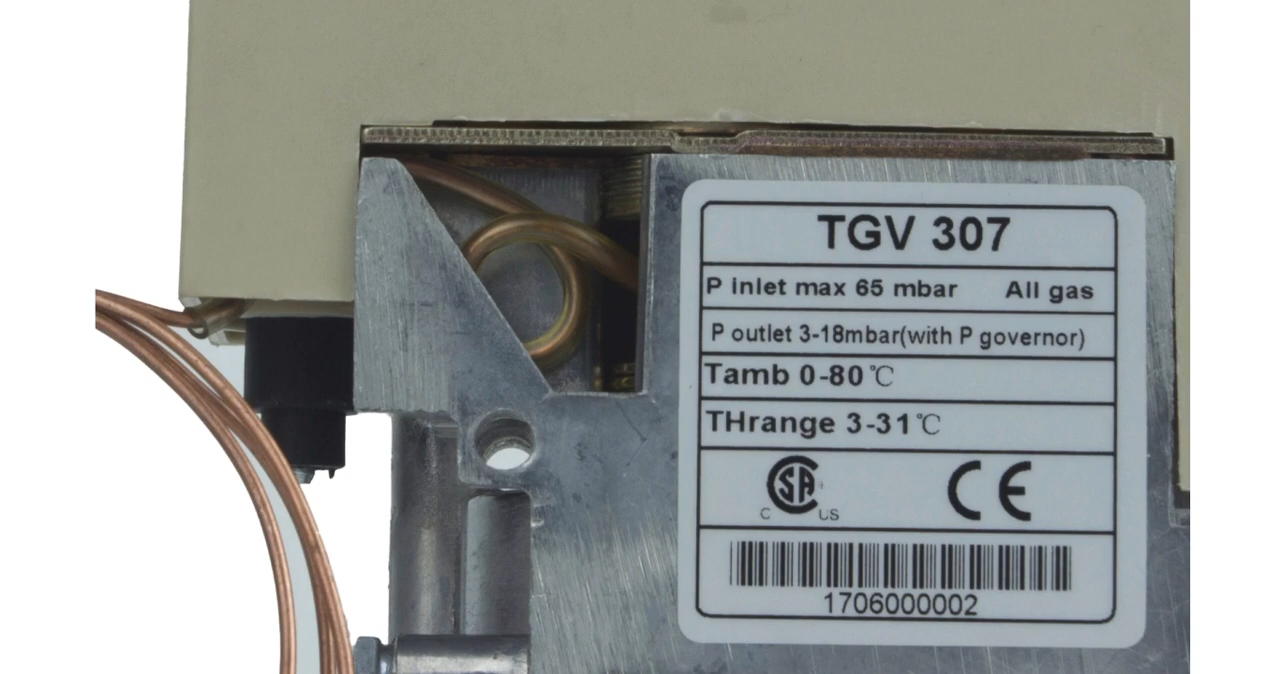 TGV 307
P inlet max 65 mbar All gas
P outlet 3-18mbar(with P governor)
Tamb 0-80℃
THrange 3-31℃
CSA CE
C US
1706000002